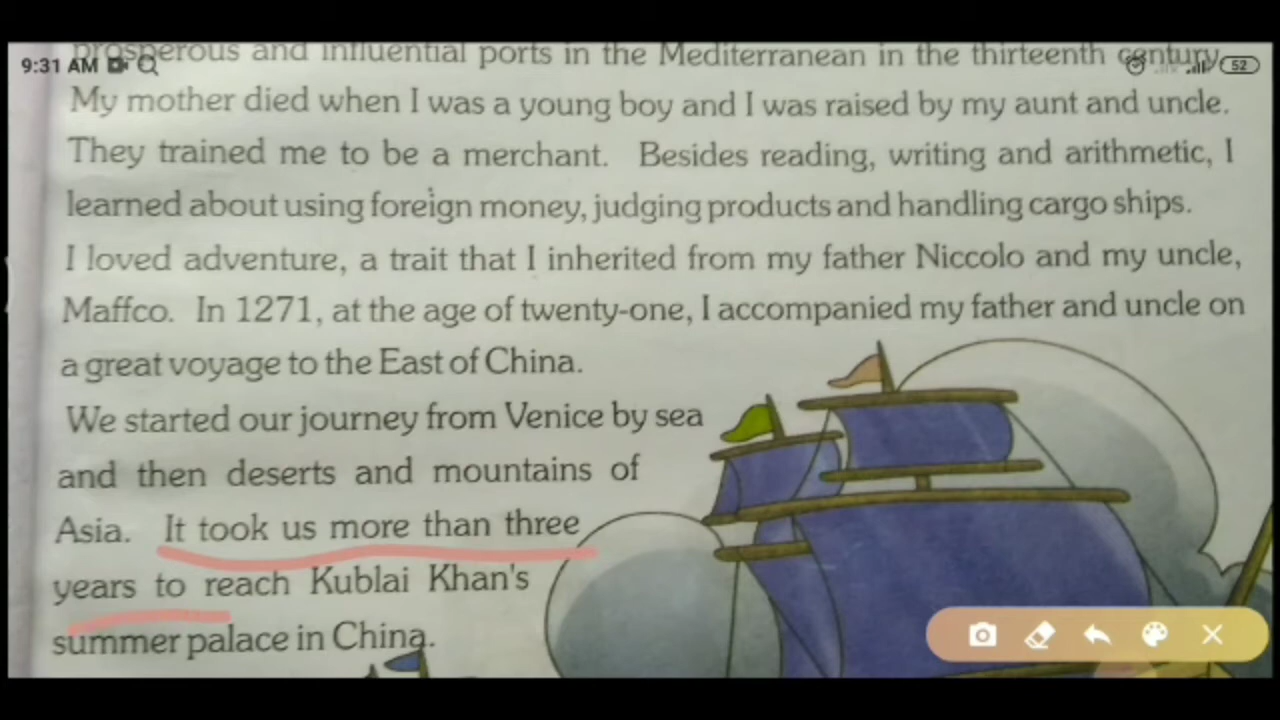 prosperous and influential ports in the Mediterranean in the thirteenth century.
9:31 AM 52
My mother died when I was a young boy and I was raised by my aunt and uncle.
They trained me to be a merchant. Besides reading, writing and arithmetic, I
learned about using foreign money, judging products and handling cargo ships.
I loved adventure, a trait that I inherited from my father Niccolo and my uncle,
Maffco. In 1271, at the age of twenty-one, I accompanied my father and uncle on
a great voyage to the East of China.
We started our journey from Venice by sea
and then deserts and mountains of
Asia. It took us more than three
years to reach Kublai Khan's
summer palace in China.